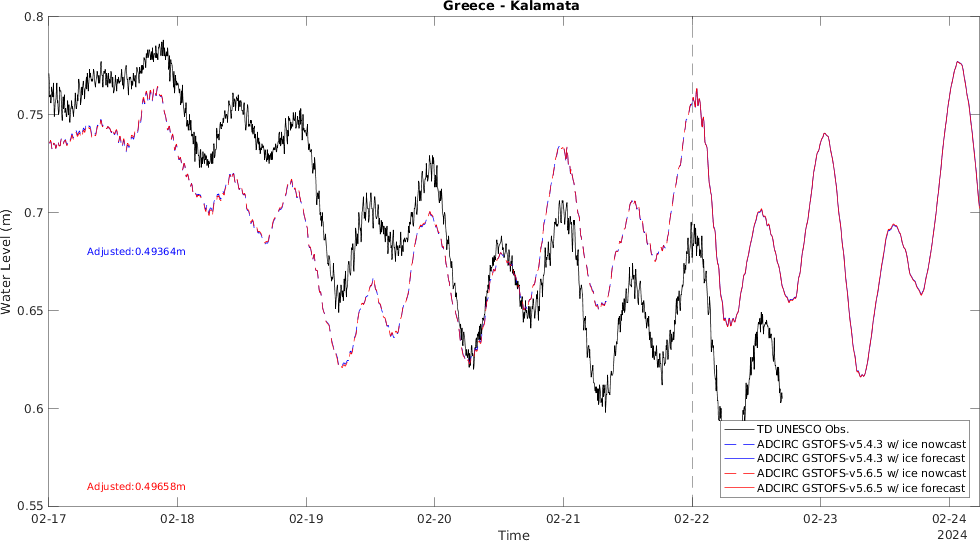 Greece - Kalamata
0.8
0.75
0.7
0.65
0.6
0.55
Water Level (m)
Adjusted:0.49364m
Adjusted:0.49658m
TD UNESCO Obs.
ADCIRC GSTOFS-v5.4.3 w/ ice nowcast
ADCIRC GSTOFS-v5.4.3 w/ ice forecast
ADCIRC GSTOFS-v5.6.5 w/ ice nowcast
ADCIRC GSTOFS-v5.6.5 w/ ice forecast
02-17 02-18 02-19 02-20 02-21 02-22 02-23 02-24
Time
2024